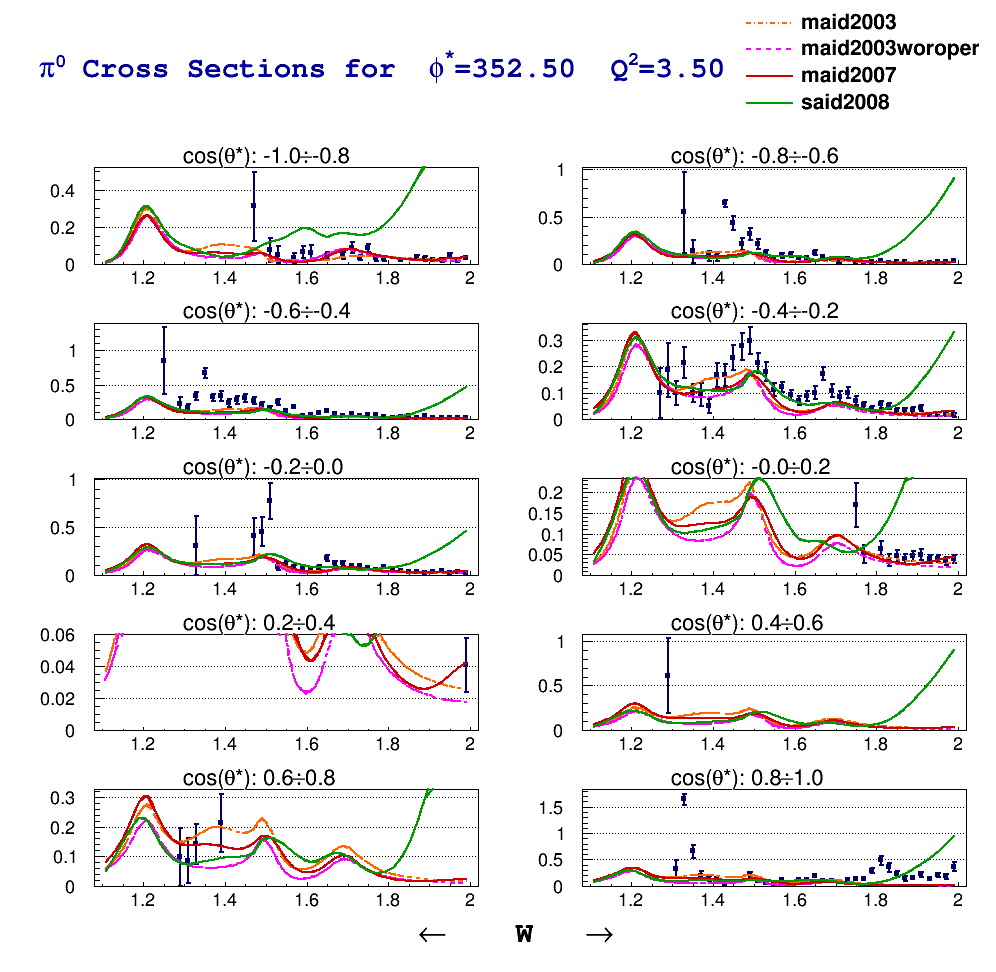 maid2003
maid2003woroper
maid2007
said2008
π⁰ Cross Sections for ϕ*=352.50 Q²=3.50
cos(θ*): -1.0÷-0.8
0.4
0.2
0
1.2 1.4 1.6 1.8 2
cos(θ*): -0.8÷-0.6
1
0.5
0
1.2 1.4 1.6 1.8 2
cos(θ*): -0.6÷-0.4
1
0.5
0
1.2 1.4 1.6 1.8 2
cos(θ*): -0.4÷-0.2
0.3
0.2
0.1
0
1.2 1.4 1.6 1.8 2
cos(θ*): -0.2÷0.0
1
0.5
0
1.2 1.4 1.6 1.8 2
cos(θ*): -0.0÷0.2
0.2
0.15
0.1
0.05
0
1.2 1.4 1.6 1.8 2
cos(θ*): 0.2÷0.4
0.06
0.04
0.02
0
1.2 1.4 1.6 1.8 2
cos(θ*): 0.4÷0.6
1
0.5
0
1.2 1.4 1.6 1.8 2
cos(θ*): 0.6÷0.8
0.3
0.2
0.1
0
1.2 1.4 1.6 1.8 2
cos(θ*): 0.8÷1.0
1.5
1
0.5
0
1.2 1.4 1.6 1.8 2
← W →